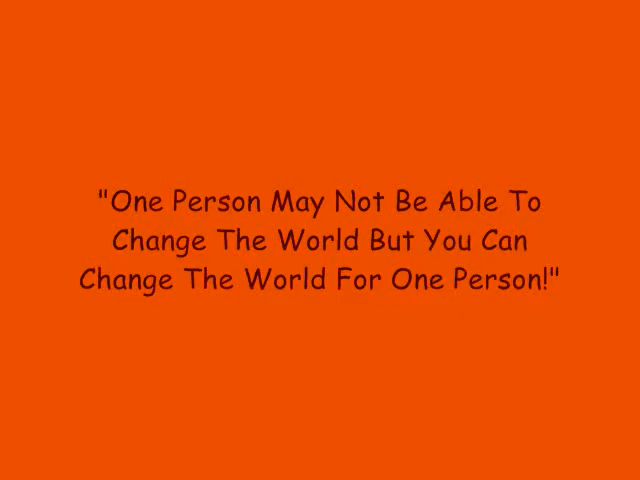 "One Person May Not Be Able To
Change The World But You Can
Change The World For One Person!"